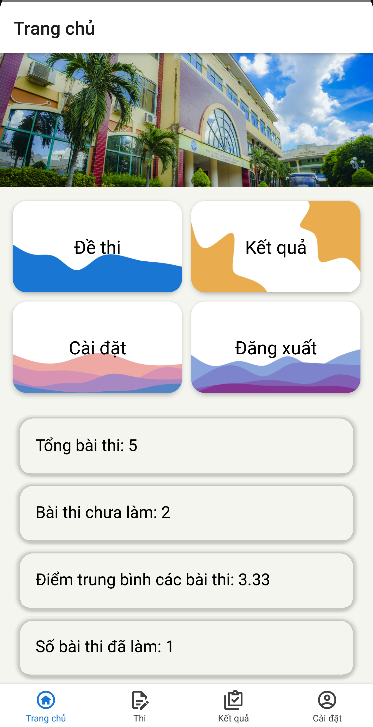 Trang chủ
Đề thi
Kết quả
Cài đặt
Đăng xuất
Tổng bài thi: 5
Bài thi chưa làm: 2
Điểm trung bình các bài thi: 3.33
Số bài thi đã làm: 1
Trang chủ
Thi
Kết quả
Cài đặt